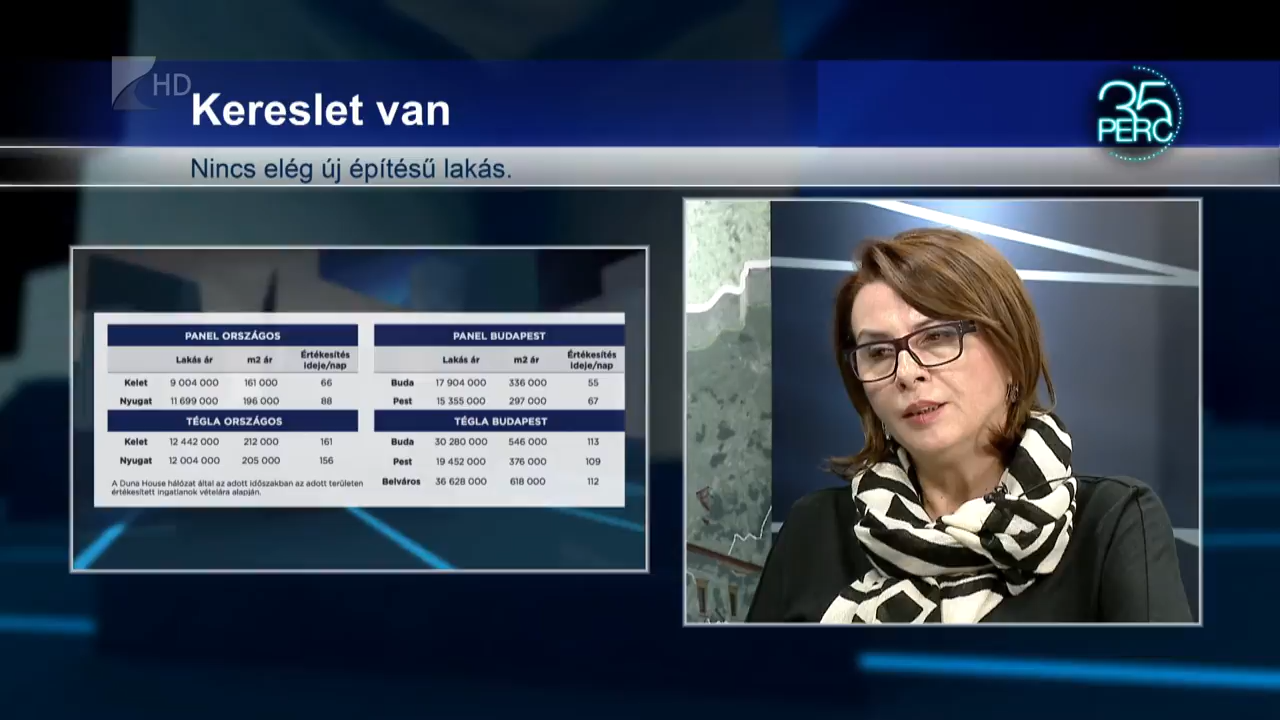 HD
Kereslet van
35
PERC
Nincs elég új építésű lakás.
PANEL ORSZÁGOS
Lakás ár m2 ár Értékesítés ideje/nap
Kelet 9 004 000 161 000 66
Nyugat 11 699 000 196 000 88
TÉGLA ORSZÁGOS
Kelet 12 442 000 212 000 161
Nyugat 12 004 000 205 000 156
A Duna House hálózat által az adott időszakban az adott területen
értékesített ingatlanok vételára alapján.
PANEL BUDAPEST
Lakás ár m2 ár Értékesítés ideje/nap
Buda 17 904 000 336 000 55
Pest 15 355 000 297 000 67
TÉGLA BUDAPEST
Buda 30 280 000 546 000 113
Pest 19 452 000 376 000 109
Belváros 36 628 000 618 000 112